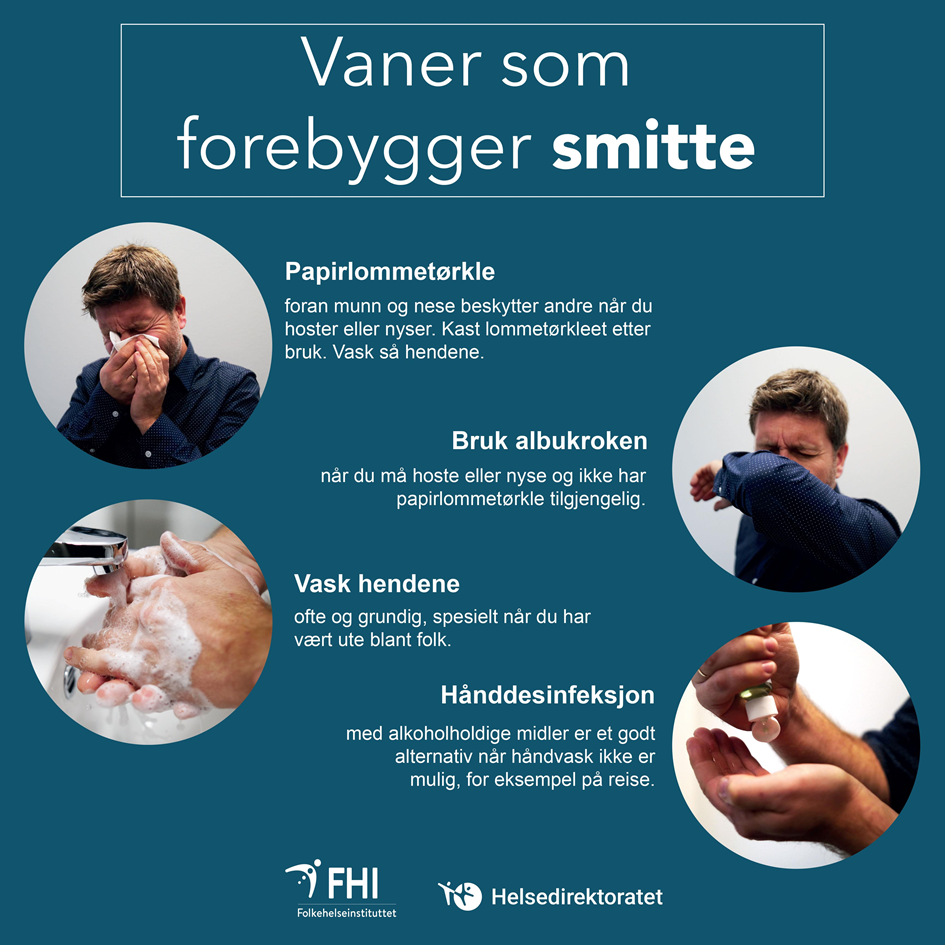 Vaner som
forebygger smitte
Papirlommetørkle
foran munn og nese beskytter andre når du
hoster eller nyser. Kast lommetørkleet etter
bruk. Vask så hendene.
Bruk albukroken
når du må hoste eller nyse og ikke har
papirlommetørkle tilgjengelig.
Vask hendene
ofte og grundig, spesielt når du har
vært ute blant folk.
Hånddesinfeksjon
med alkoholholdige midler er et godt
alternativ når håndvask ikke er
mulig, for eksempel på reise.
FHI
Folkehelseinstituttet
Helsedirektoratet